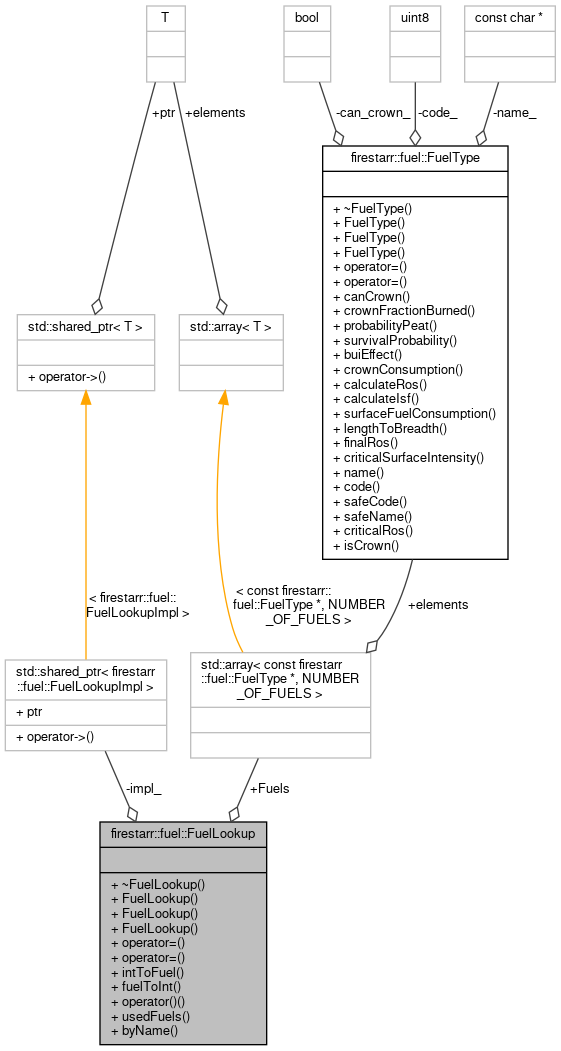 T
bool
uint8
const char *
+ptr
+elements
-can_crown_
-code_
-name_
firestarr::fuel::FuelType
+ ~FuelType()
+ FuelType()
+ FuelType()
+ FuelType()
+ operator=()
+ operator=()
+ canCrown()
+ crownFractionBurned()
+ probabilityPeat()
+ survivalProbability()
+ buiEffect()
+ crownConsumption()
+ calculateRos()
+ calculateIsf()
+ surfaceFuelConsumption()
+ lengthToBreadth()
+ finalRos()
+ criticalSurfaceIntensity()
+ name()
+ code()
+ safeCode()
+ safeName()
+ criticalRos()
+ isCrown()
std::shared_ptr< T >
+ operator->()
std::array< T >
< firestarr::fuel::
FuelLookupImpl >
< const firestarr::
fuel::FuelType *, NUMBER
_OF_FUELS >
+elements
std::shared_ptr< firestarr
::fuel::FuelLookupImpl >
+ ptr
+ operator->()
std::array< const firestarr
::fuel::FuelType *, NUMBER
_OF_FUELS >
-impl_
+Fuels
firestarr::fuel::FuelLookup
+ ~FuelLookup()
+ FuelLookup()
+ FuelLookup()
+ FuelLookup()
+ operator=()
+ operator=()
+ intToFuel()
+ fuelToInt()
+ operator()()
+ usedFuels()
+ byName()